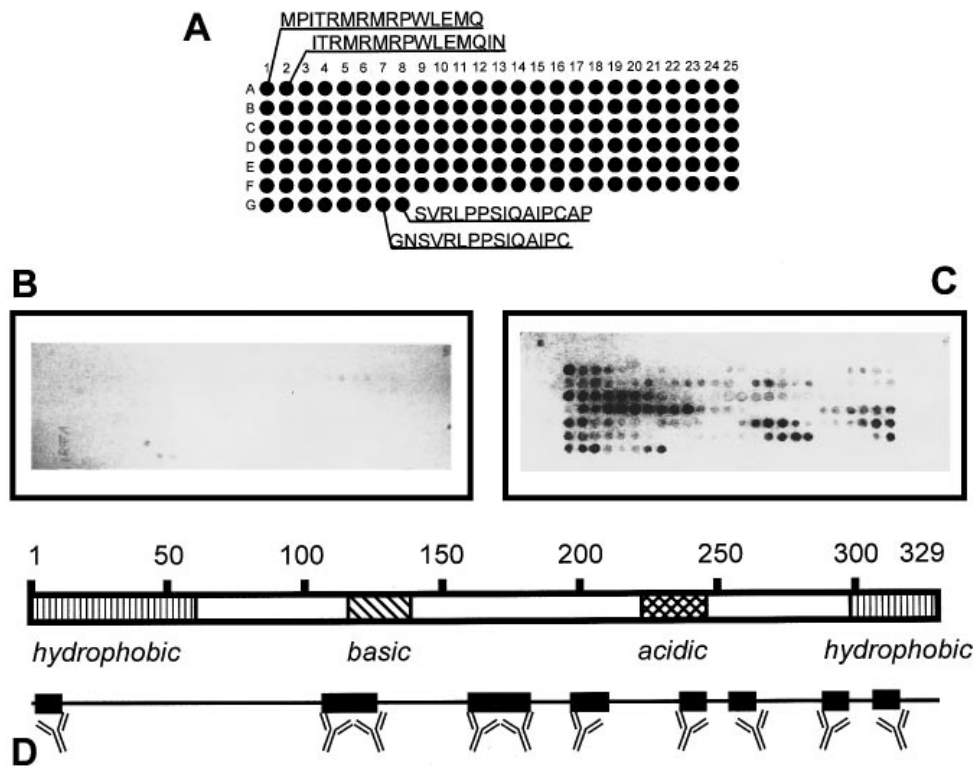 A
MPITRMRMRPWLEMQ
ITRMRMRPWLEMQIN
1 2 3 4 5 6 7 8 9 10 11 12 13 14 15 16 17 18 19 20 21 22 23 24 25
A
B
C
D
E
F
G
SVRLPPSIQAIPCAP
GNSVRLPPSIQAIPC
B
C
1 50 100 150 200 250 300 329
hydrophobic basic acidic hydrophobic
D